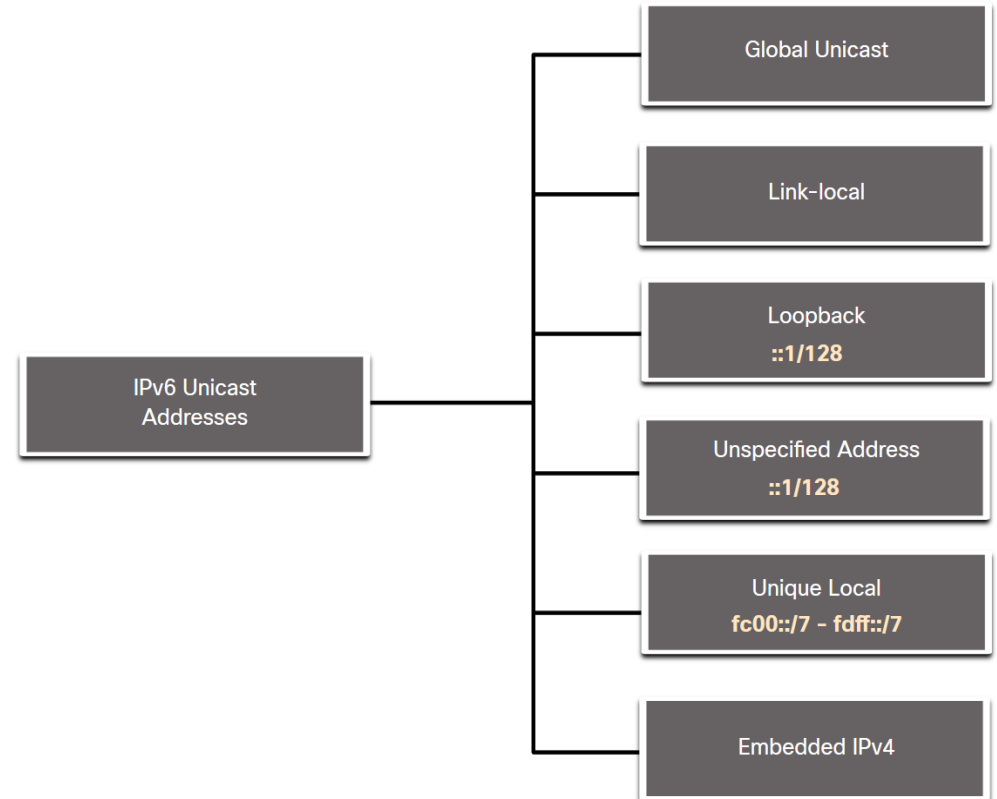 Global Unicast
Link-local
Loopback
::1/128
IPv6 Unicast
Addresses
Unspecified Address
::1/128
Unique Local
fc00::/7 - fdff::/7
Embedded IPv4